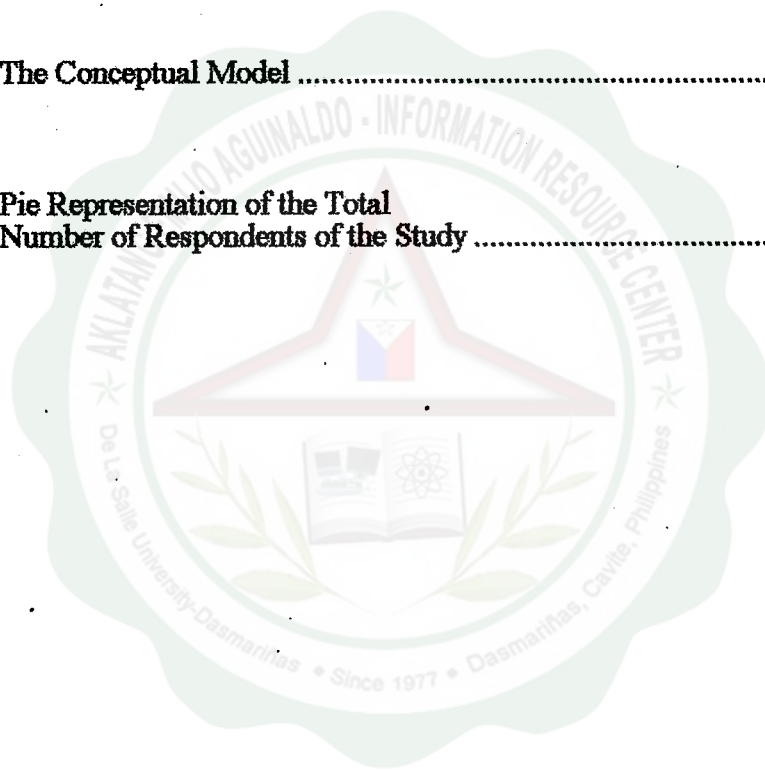 The Conceptual Model ........................................
Pie Representation of the Total
Number of Respondents of the Study ........................................
AKLATANG EMILIO AGUINALDO - INFORMATION RESOURCE CENTER
De La Salle University-Dasmariñas • Since 1977 • Dasmariñas, Cavite, Philippines